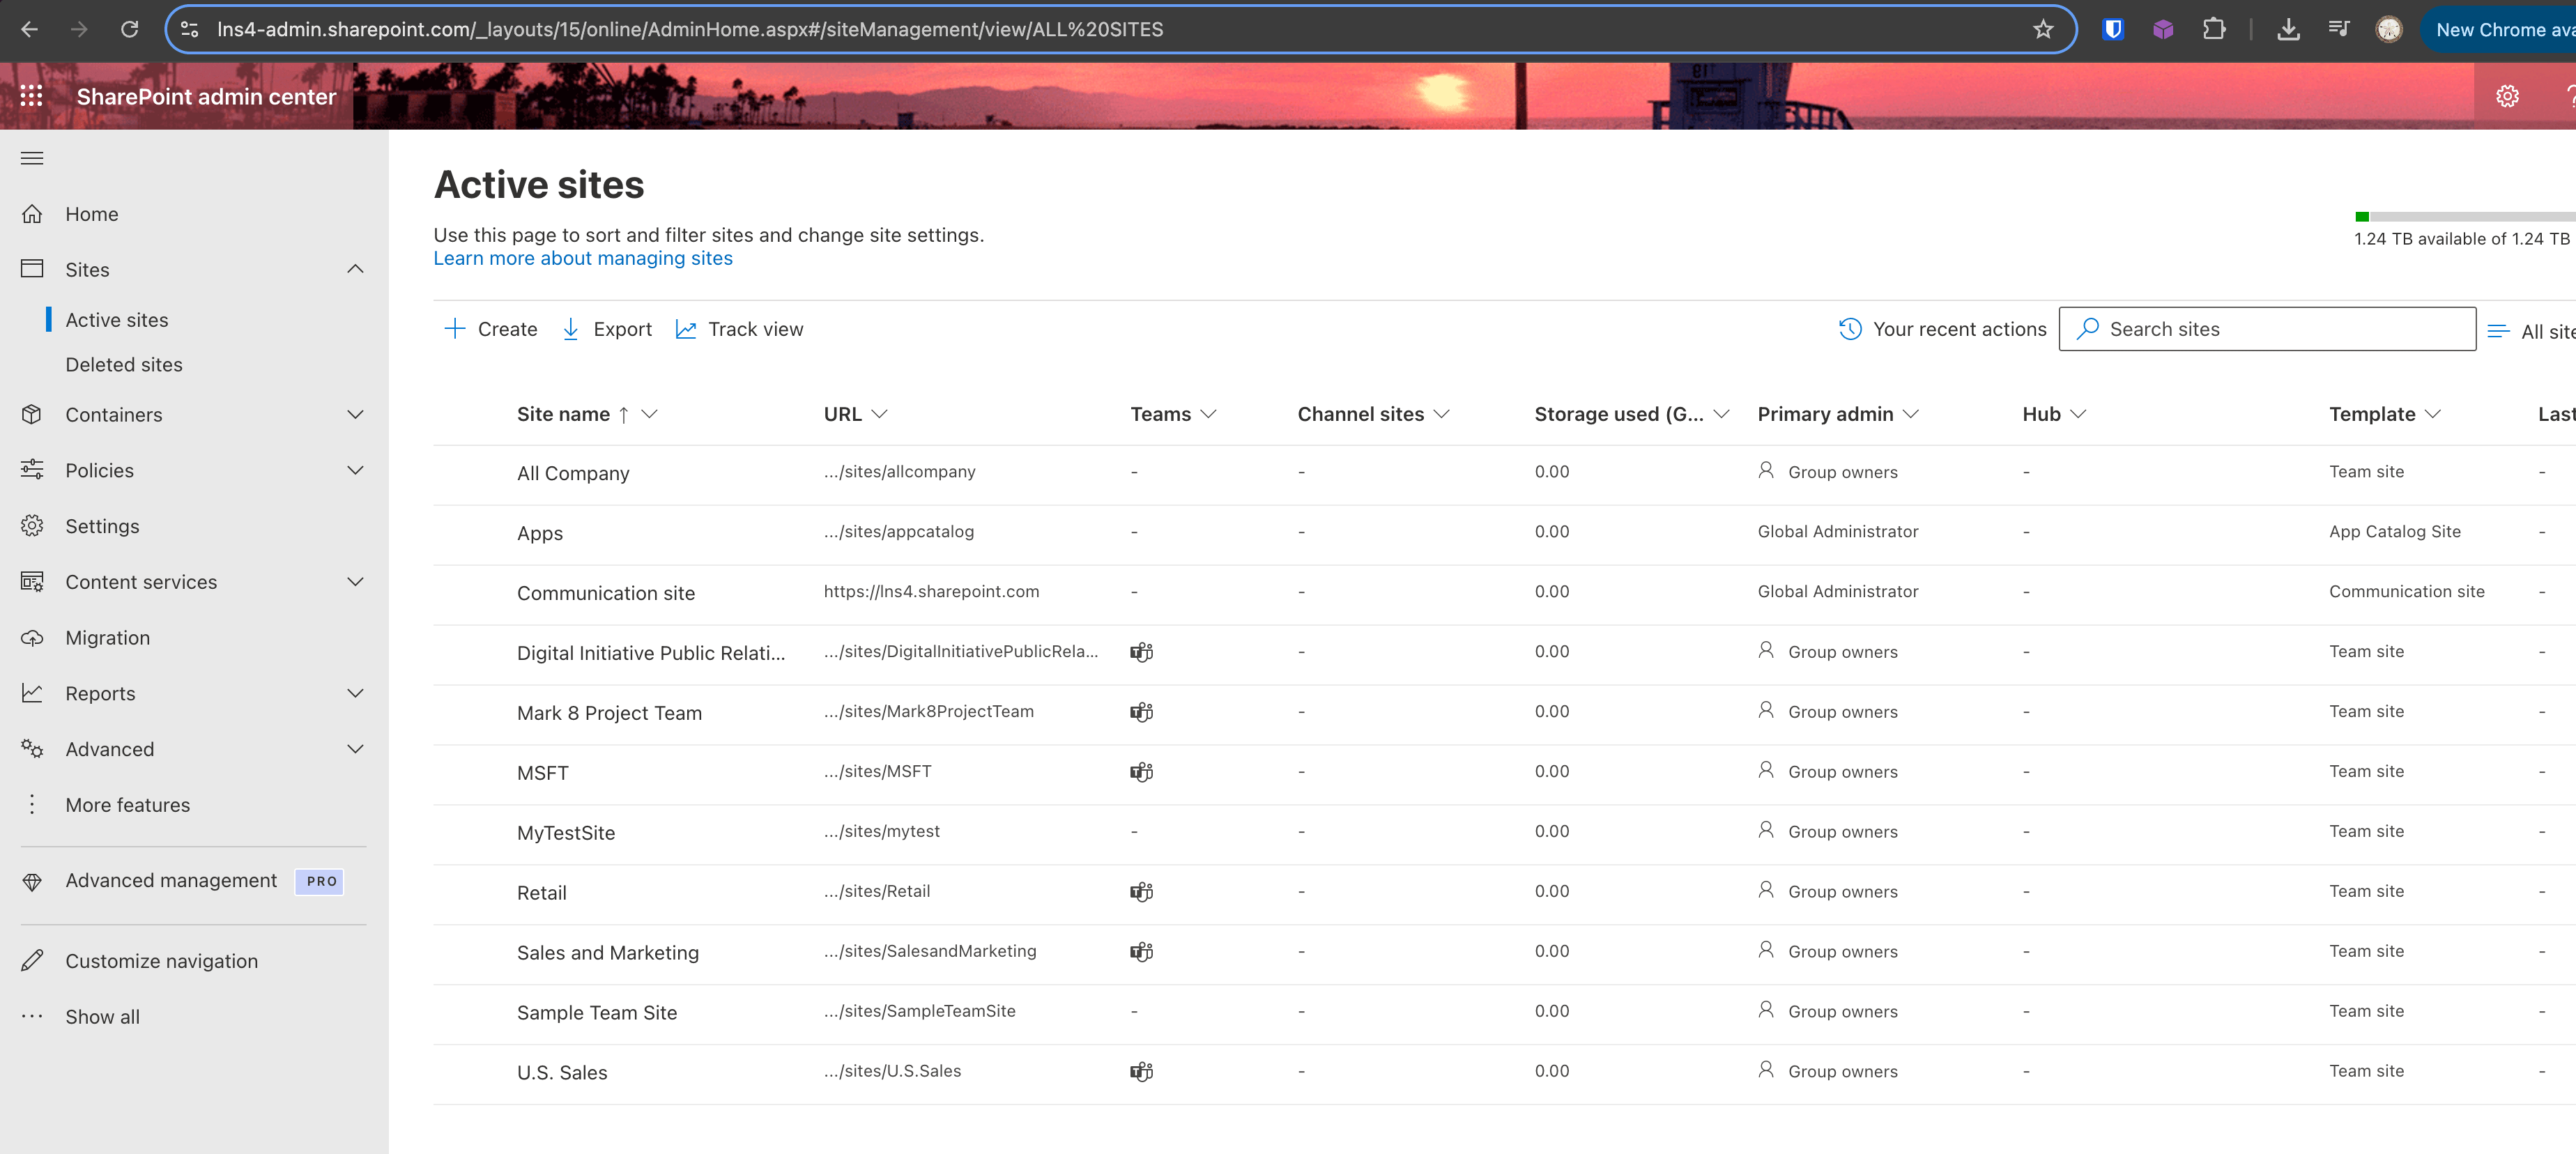 lns4-admin.sharepoint.com/_layouts/15/online/AdminHome.aspx#/siteManagement/view/ALL%20SITES
New Chrome ava
SharePoint admin center
Home
Sites
Active sites
Deleted sites
Containers
Policies
Settings
Content services
Migration
Reports
Advanced
More features
Advanced management PRO
Customize navigation
Show all
Active sites
Use this page to sort and filter sites and change site settings.
Learn more about managing sites
1.24 TB available of 1.24 TB
Create Export Track view Your recent actions Search sites All site
Site name ↑ URL Teams Channel sites Storage used (G... Primary admin Hub Template Last
All Company .../sites/allcompany - - 0.00 Group owners - Team site -
Apps .../sites/appcatalog - - 0.00 Global Administrator - App Catalog Site -
Communication site https://lns4.sharepoint.com - - 0.00 Global Administrator - Communication site -
Digital Initiative Public Relati... .../sites/DigitalInitiativePublicRela... - 0.00 Group owners - Team site -
Mark 8 Project Team .../sites/Mark8ProjectTeam - 0.00 Group owners - Team site -
MSFT .../sites/MSFT - 0.00 Group owners - Team site -
MyTestSite .../sites/mytest - - 0.00 Group owners - Team site -
Retail .../sites/Retail - 0.00 Group owners - Team site -
Sales and Marketing .../sites/SalesandMarketing - 0.00 Group owners - Team site -
Sample Team Site .../sites/SampleTeamSite - - 0.00 Group owners - Team site -
U.S. Sales .../sites/U.S.Sales - 0.00 Group owners - Team site -